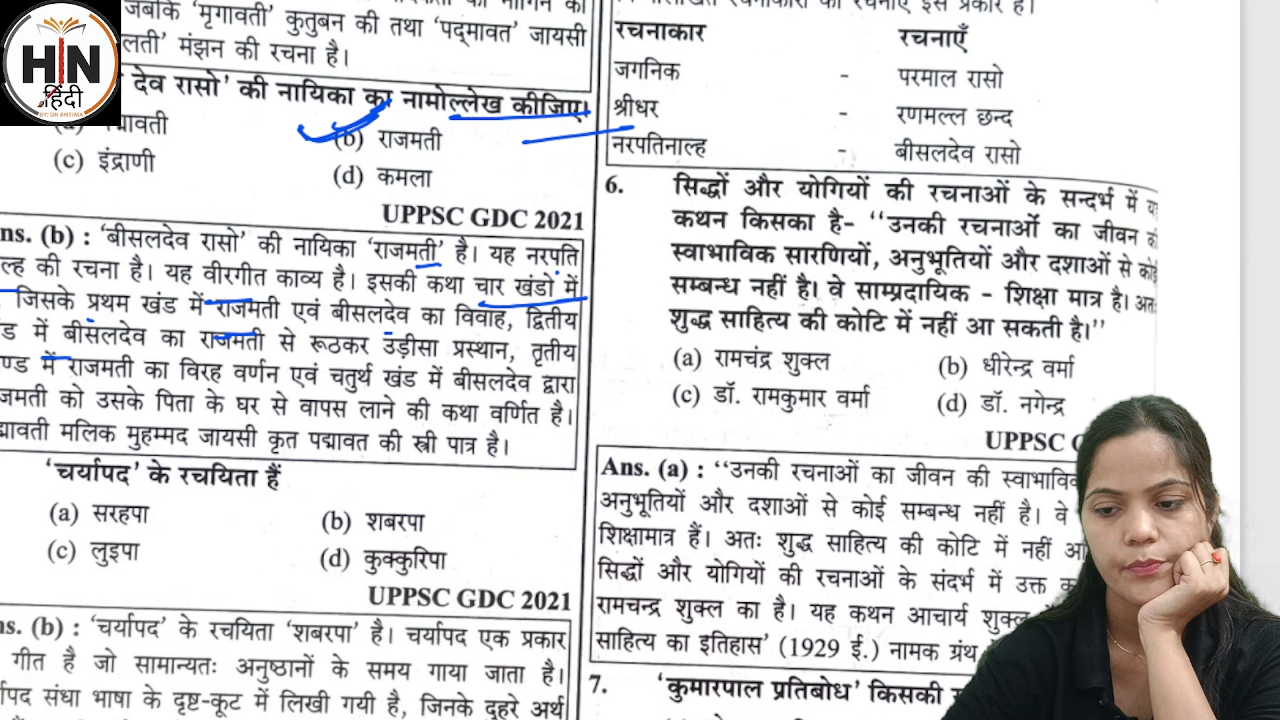 HIN
हिंदी
BY: DR ANTIMA
जबकि 'मृगावती' कुतुबन की तथा 'पद्मावत' जायसी
मंझन की रचना है।
देव रासो' की नायिका का नामोल्लेख कीजिए।
(b) राजमती
(c) इंद्राणी
(d) कमला
UPPSC GDC 2021
(b) : 'बीसलदेव रासो' की नायिका 'राजमती' है। यह नरपति
की रचना है। यह वीरगीत काव्य है। इसकी कथा चार खंडो में
जिसके प्रथम खंड में राजमती एवं बीसलदेव का विवाह, द्वितीय
में बीसलदेव का राजमती से रूठकर उड़ीसा प्रस्थान, तृतीय
में राजमती का विरह वर्णन एवं चतुर्थ खंड में बीसलदेव द्वारा
को उसके पिता के घर से वापस लाने की कथा वर्णित है।
मलिक मुहम्मद जायसी कृत पद्मावत की स्त्री पात्र है।
'चर्यापद' के रचयिता हैं
(a) सरहपा
(b) शबरपा
(c) लुइपा
(d) कुक्कुरिपा
UPPSC GDC 2021
(b) : 'चर्यापद' के रचयिता 'शबरपा' है। चर्यापद एक प्रकार
गीत है जो सामान्यतः अनुष्ठानों के समय गाया जाता है।
संधा भाषा के दृष्ट-कूट में लिखी गयी है, जिनके दूहरे अर्थ
रचनाकार रचनाएँ
जगनिक - परमाल रासो
श्रीधर - रणमल्ल छन्द
नरपतिनाल्ह - बीसलदेव रासो
6. सिद्धों और योगियों की रचनाओं के सन्दर्भ में
कथन किसका है- "उनकी रचनाओं का जीवन
स्वाभाविक सारणियों, अनुभूतियों और दशाओं से
सम्बन्ध नहीं है। वे साम्प्रदायिक - शिक्षा मात्र है।
शुद्ध साहित्य की कोटि में नहीं आ सकती है।"
(a) रामचंद्र शुक्ल
(b) धीरेन्द्र वर्मा
(c) डॉ. रामकुमार वर्मा
(d) डॉ. नगेन्द्र
UPPSC
Ans. (a) : "उनकी रचनाओं का जीवन की
अनुभूतियों और दशाओं से कोई सम्बन्ध नहीं है। वे
शिक्षामात्र हैं। अतः शुद्ध साहित्य की कोटि में नहीं
सिद्धों और योगियों की रचनाओं के संदर्भ में उक्त
रामचन्द्र शुक्ल का है। यह कथन आचार्य
साहित्य का इतिहास' (1929 ई.) नामक ग्रंथ
7. 'कुमारपाल प्रतिबोध' किसकी